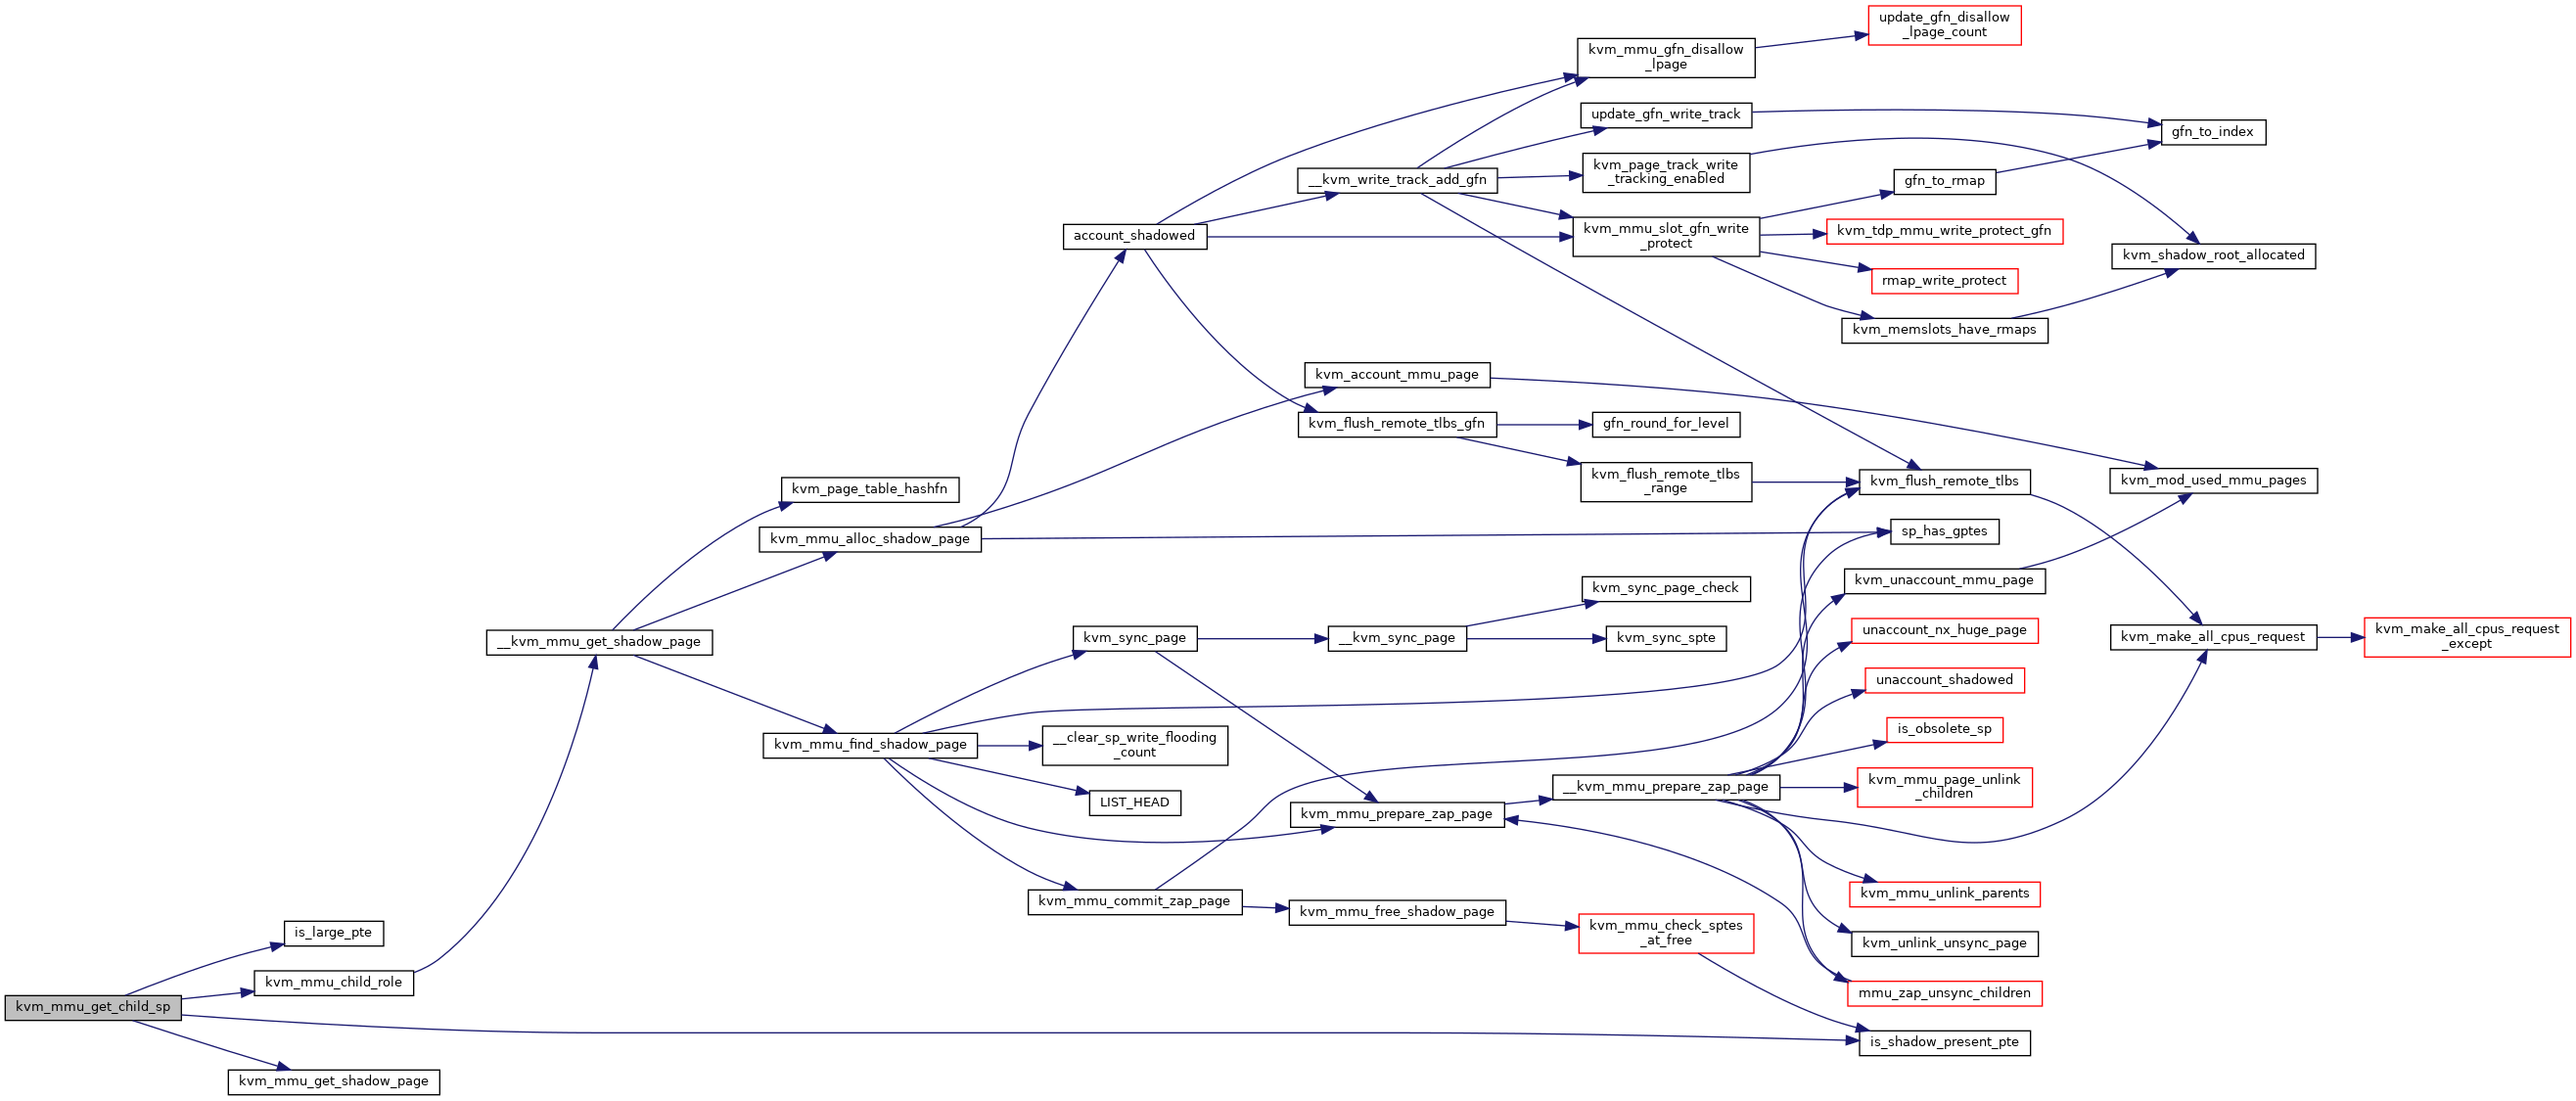 update_gfn_disallow
_lpage_count
kvm_mmu_gfn_disallow
_lpage
update_gfn_write_track
gfn_to_index
kvm_page_track_write
_tracking_enabled
__kvm_write_track_add_gfn
gfn_to_rmap
account_shadowed
kvm_mmu_slot_gfn_write
_protect
kvm_tdp_mmu_write_protect_gfn
kvm_shadow_root_allocated
rmap_write_protect
kvm_memslots_have_rmaps
kvm_account_mmu_page
kvm_flush_remote_tlbs_gfn
gfn_round_for_level
kvm_flush_remote_tlbs
_range
kvm_flush_remote_tlbs
kvm_mod_used_mmu_pages
kvm_page_table_hashfn
kvm_mmu_alloc_shadow_page
sp_has_gptes
kvm_sync_page_check
kvm_unaccount_mmu_page
__kvm_mmu_get_shadow_page
kvm_sync_page
__kvm_sync_page
kvm_sync_spte
unaccount_nx_huge_page
kvm_make_all_cpus_request
kvm_make_all_cpus_request
_except
unaccount_shadowed
kvm_mmu_find_shadow_page
__clear_sp_write_flooding
_count
is_obsolete_sp
LIST_HEAD
__kvm_mmu_prepare_zap_page
kvm_mmu_page_unlink
_children
kvm_mmu_prepare_zap_page
kvm_mmu_commit_zap_page
kvm_mmu_free_shadow_page
kvm_mmu_unlink_parents
is_large_pte
kvm_mmu_check_sptes
_at_free
kvm_unlink_unsync_page
kvm_mmu_child_role
mmu_zap_unsync_children
kvm_mmu_get_child_sp
is_shadow_present_pte
kvm_mmu_get_shadow_page